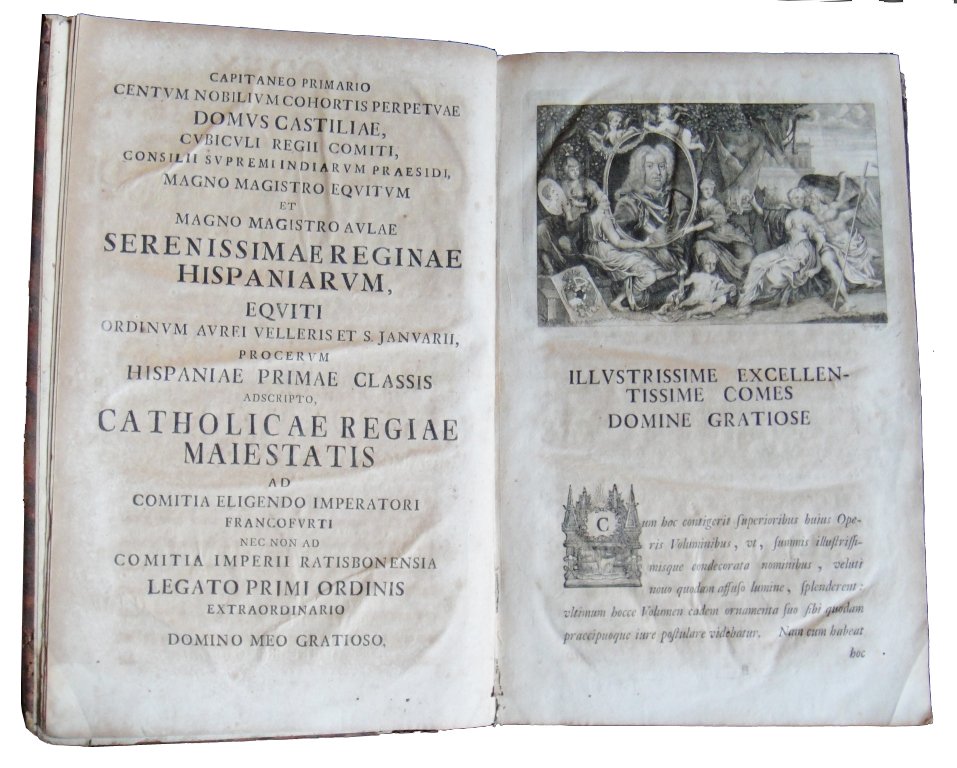 CAPITANEO PRIMARIO
CENTVM NOBILIVM COHORTIS PERPETVAE
DOMVS CASTILIAE,
CVBICVLI REGII COMITI,
CONSILII SVPREMI INDIARVM PRAESIDI,
MAGNO MAGISTRO EQVITVM
ET
MAGNO MAGISTRO AVLAE
SERENISSIMAE REGINAE
HISPANIARVM,
EQVITI
ORDINVM AVREI VELLERIS ET S. JANVARII,
PROCERVM
HISPANIAE PRIMAE CLASSIS
ADSCRIPTO,
CATHOLICAE REGIAE
MAIESTATIS
AD
COMITIA ELIGENDO IMPERATORI
FRANCOFVRTI
NEC NON AD
COMITIA IMPERII RATISBONENSIA
LEGATO PRIMI ORDINIS
EXTRAORDINARIO
DOMINO MEO GRATIOSO.
ILLVSTRISSIME EXCELLEN-
TISSIME COMES
DOMINE GRATIOSE
Cum hoc contigerit ſuperioribus huius Ope-
ris Voluminibus, vt, ſummis illuſtriſſi-
misque condecorata nominibus, veluti
nouo quodam affuſo lumine, ſplenderent:
vltimum hocce Volumen eadem ornamenta ſuo ſibi quodam
praecipuoque iure poſtulare videbatur. Nam cum habeat
hoc